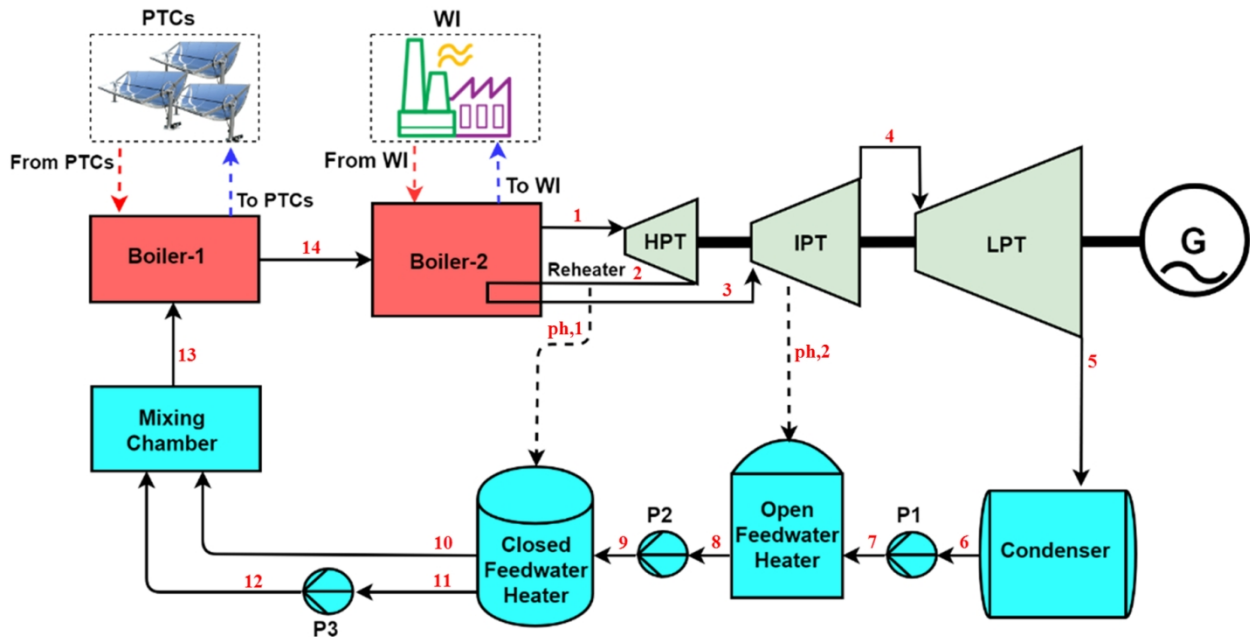 PTCs
WI
From PTCs
To PTCs
From WI
To WI
Boiler-1
14
Boiler-2
1
Reheater
2
3
HPT
IPT
4
LPT
G
ph,1
ph,2
5
13
Mixing
Chamber
10
12
P3
11
Closed
Feedwater
Heater
9
P2
8
Open
Feedwater
Heater
7
P1
6
Condenser